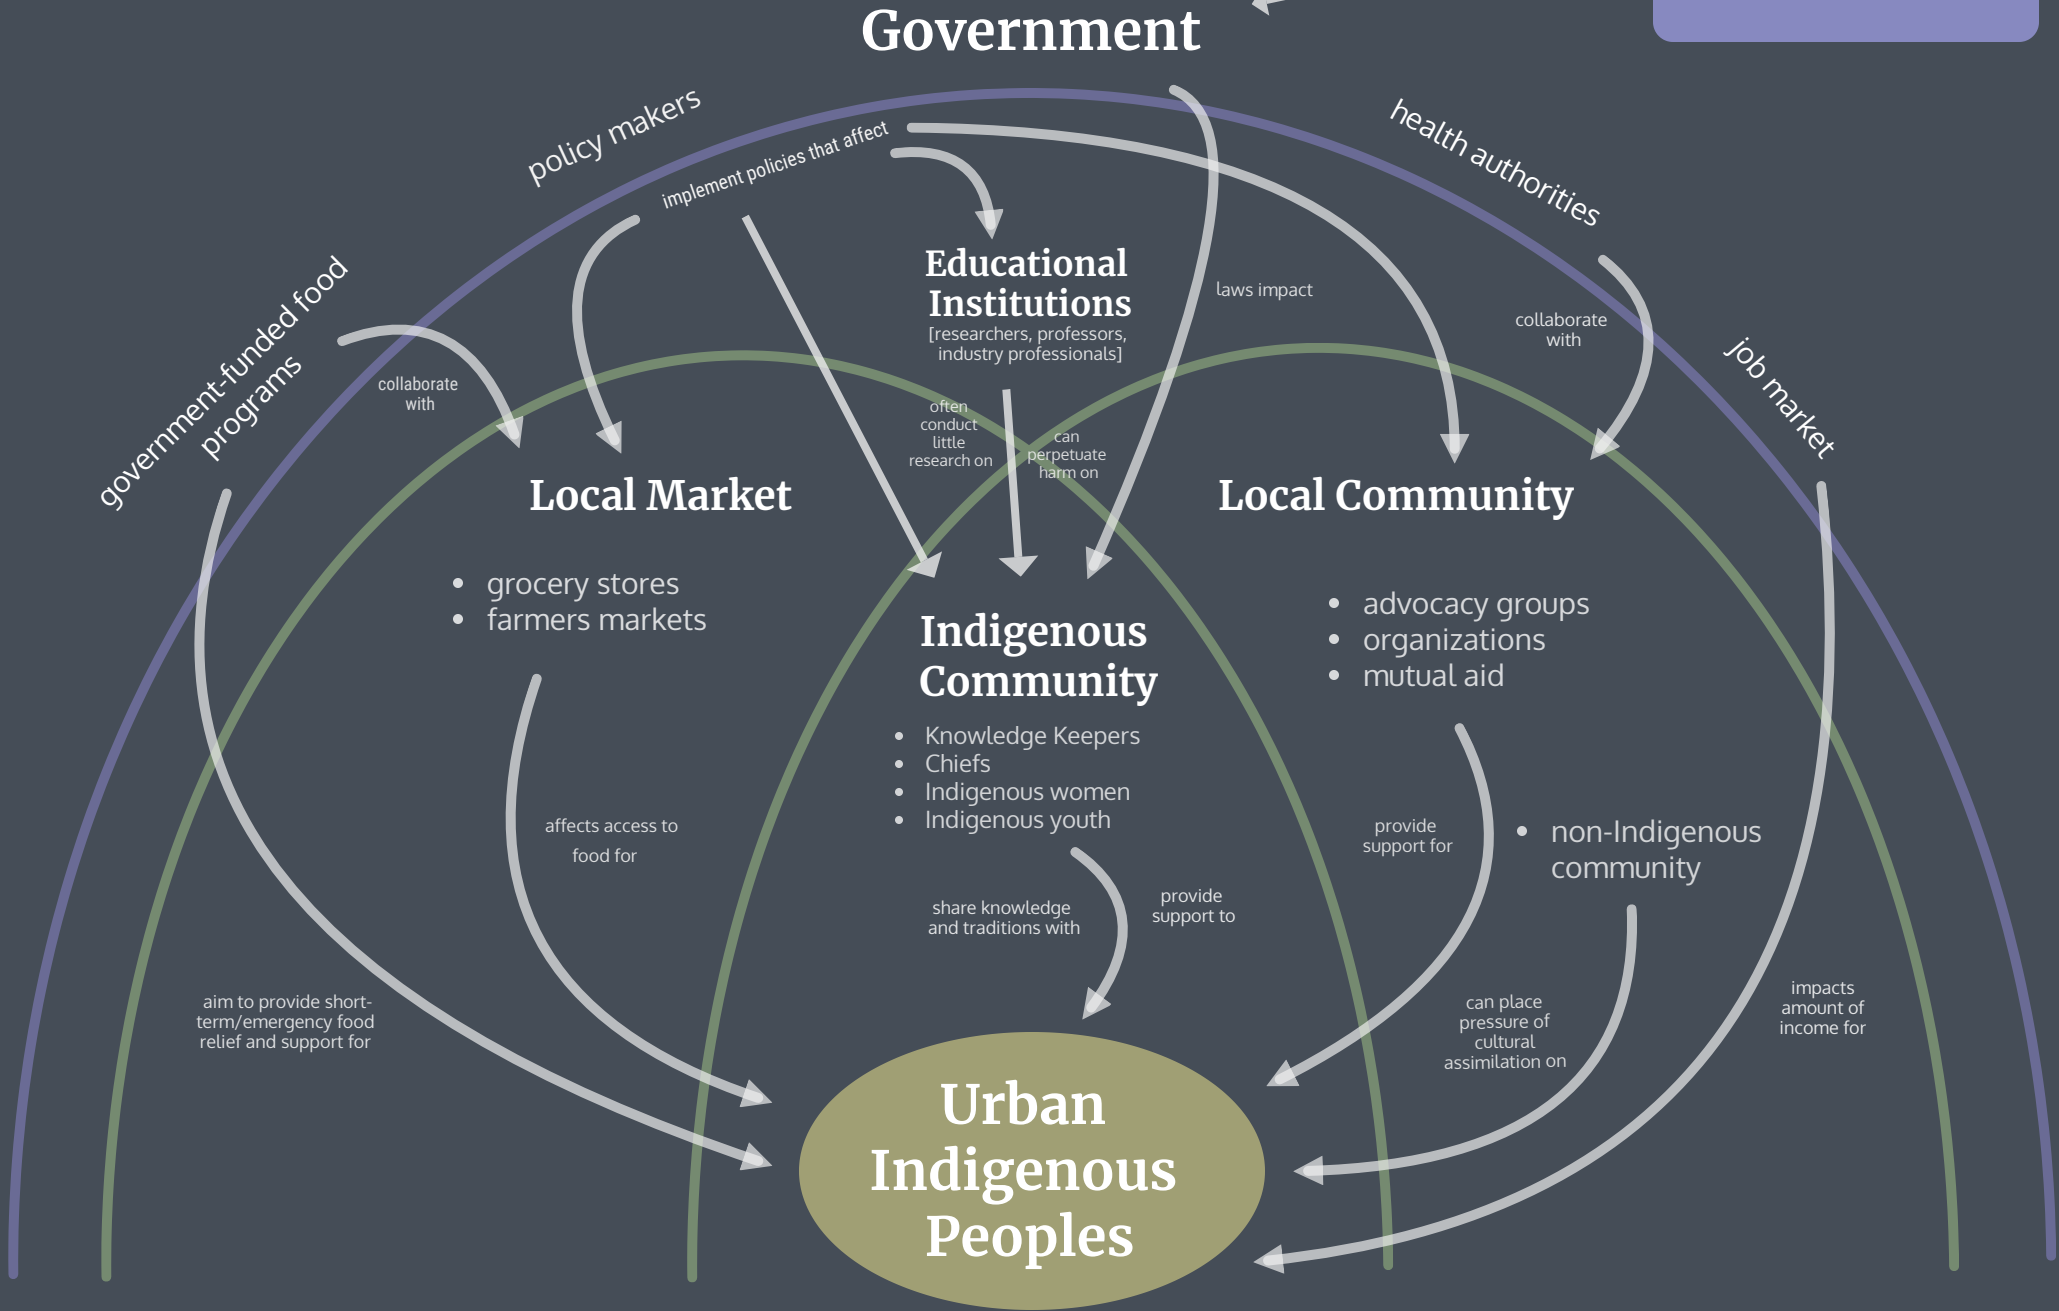 Government
policy makers
health authorities
implement policies that affect
government-funded food
programs
job market
collaborate
with
Educational
Institutions
[researchers, professors,
industry professionals]
laws impact
collaborate
with
often
conduct
little
research on
can
perpetuate
harm on
Local Market
grocery stores
farmers markets
Local Community
advocacy groups
organizations
mutual aid
Indigenous
Community
Knowledge Keepers
Chiefs
Indigenous women
Indigenous youth
affects access to
food for
provide
support for
non-Indigenous
community
share knowledge
and traditions with
provide
support to
aim to provide short-
term/emergency food
relief and support for
can place
pressure of
cultural
assimilation on
impacts
amount of
income for
Urban
Indigenous
Peoples